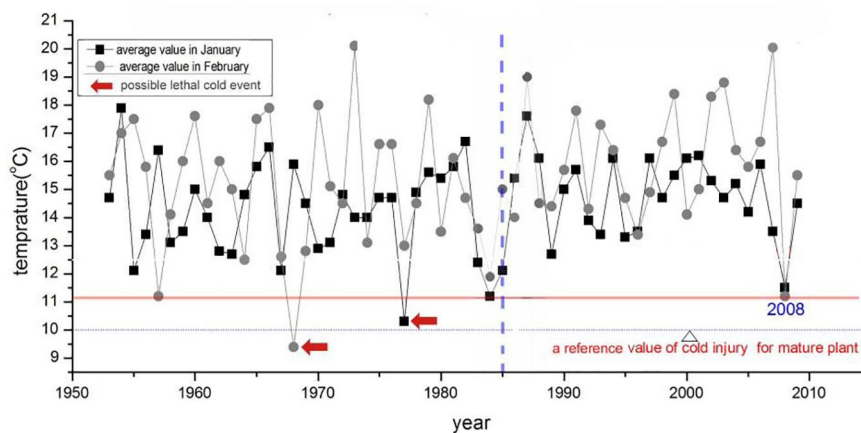 21
20
19
18
17
16
15
14
13
12
11
10
9
temprature(°C)
average value in January
average value in February
possible lethal cold event
2008
a reference value of cold injury for mature plant
1950 1960 1970 1980 1990 2000 2010
year